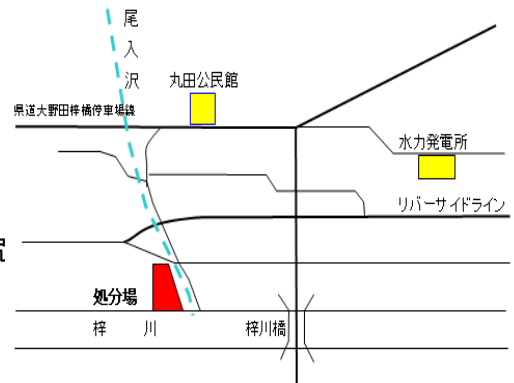 尾入沢
丸田公民館
県道大野田梓橋停車場線
水力発電所
リバーサイドライン
処分場
梓川
梓川橋